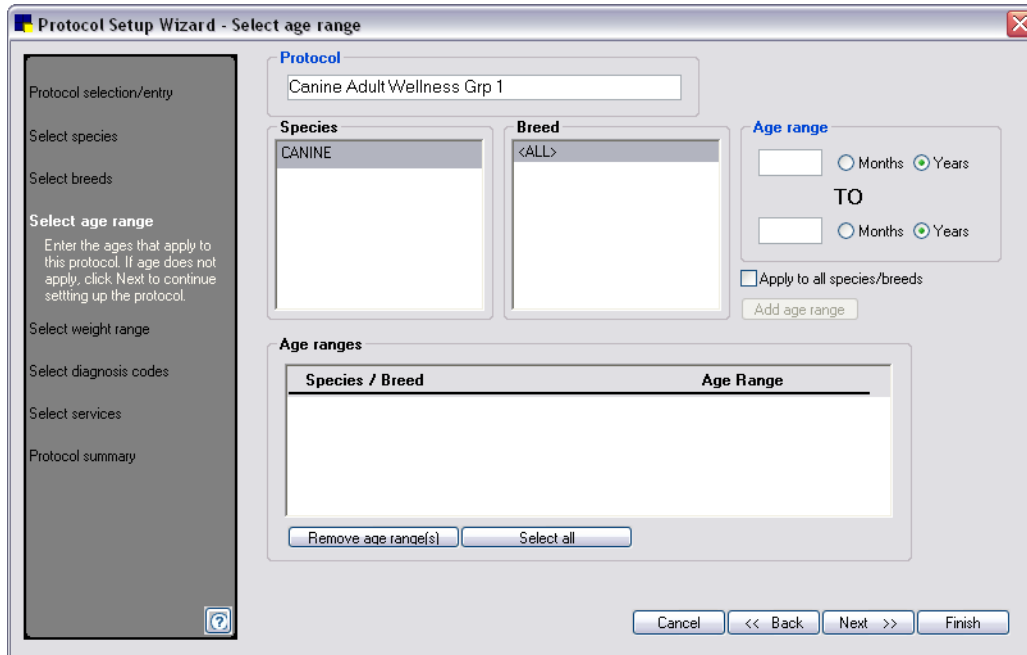 Protocol Setup Wizard - Select age range
Protocol selection/entry
Select species
Select breeds
Select age range
Enter the ages that apply to
this protocol. If age does not
apply, click Next to continue
settting up the protocol.
Select weight range
Select diagnosis codes
Select services
Protocol summary
?
Protocol
Canine Adult Wellness Grp 1
Species
CANINE
Breed
<ALL>
Age range
Months Years
TO
Months Years
Apply to all species/breeds
Add age range
Age ranges
Species / Breed Age Range
Remove age range(s) Select all
Cancel << Back Next >> Finish